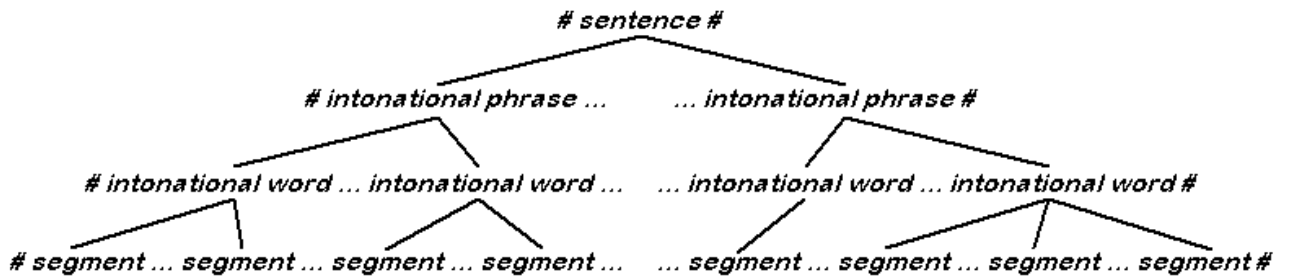 # sentence #
# intonational phrase ... ... intonational phrase #
# intonational word ... intonational word ... ... intonational word ... intonational word #
# segment ... segment ... segment ... segment ... ... segment ... segment ... segment ... segment #